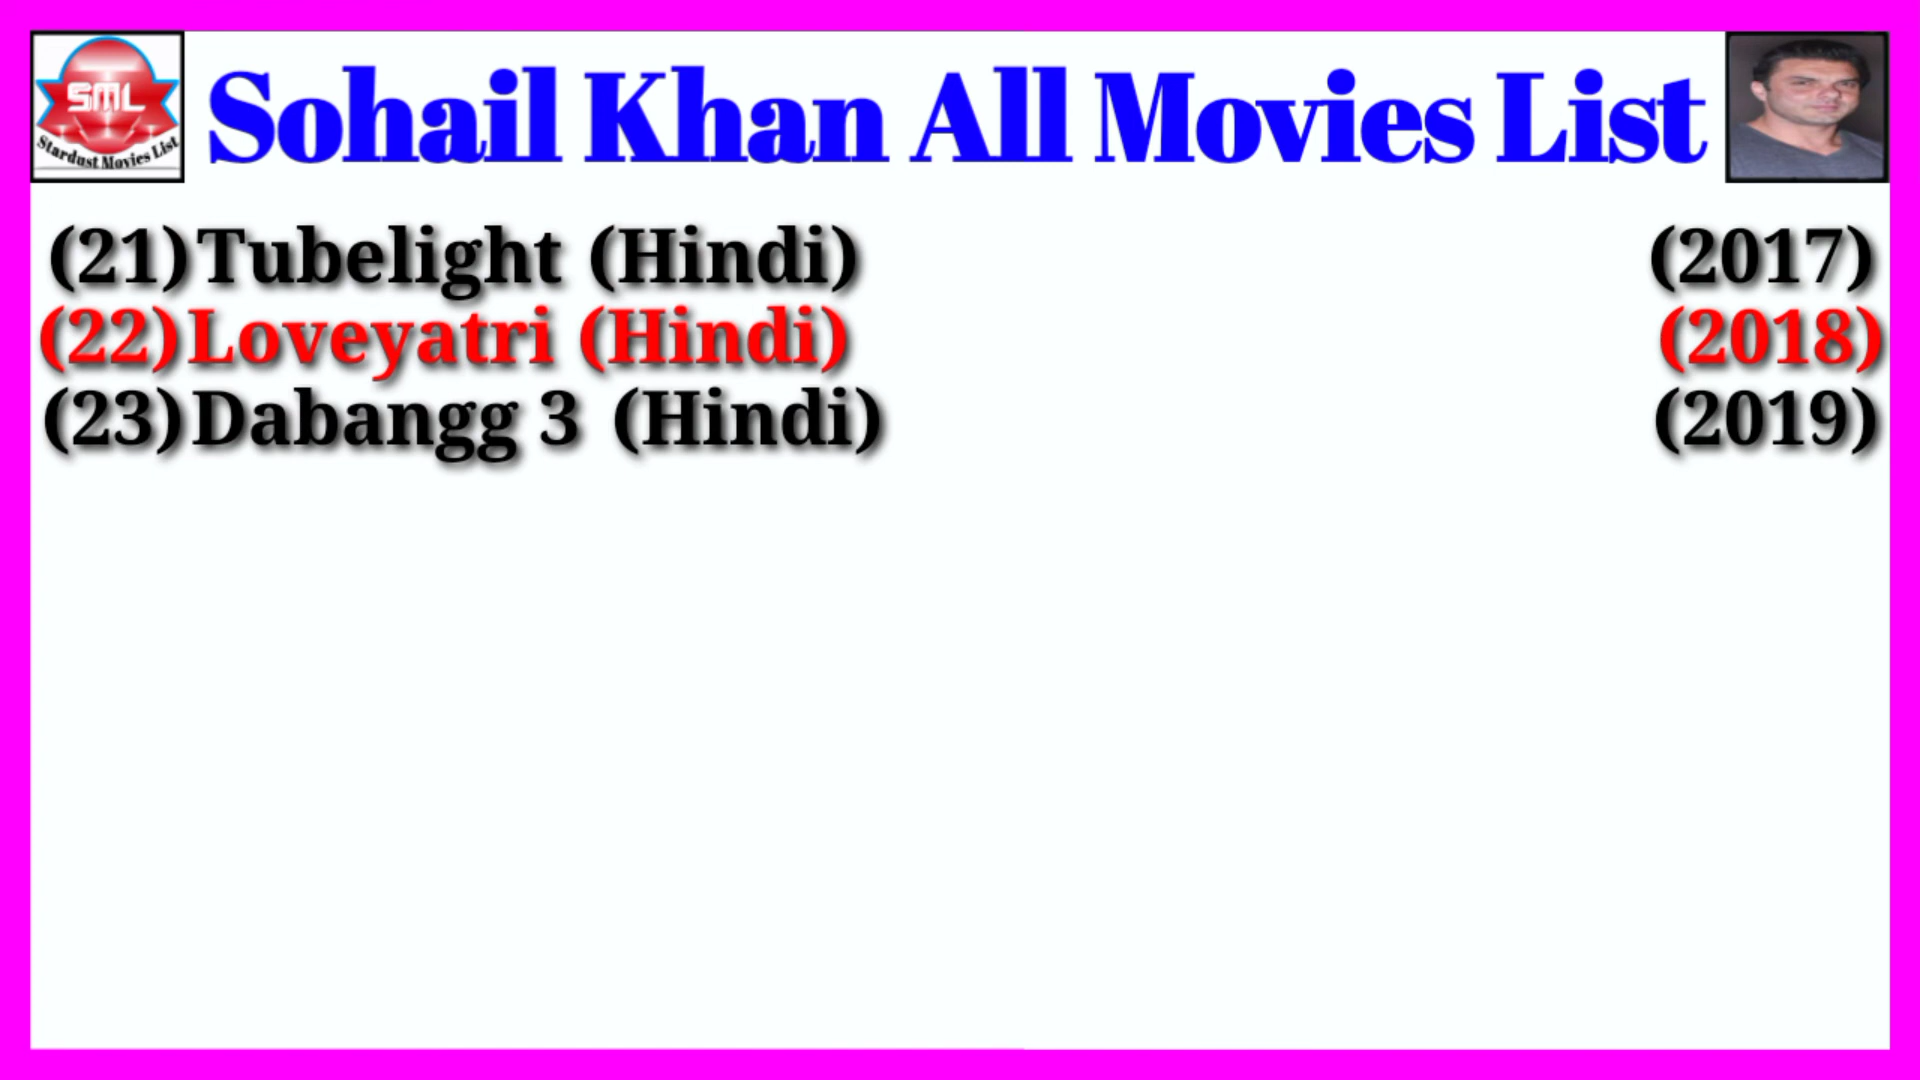 SML
Stardust Movies List
Sohail Khan All Movies List
(21) Tubelight (Hindi) (2017)
(22) Loveyatri (Hindi) (2018)
(23) Dabangg 3 (Hindi) (2019)